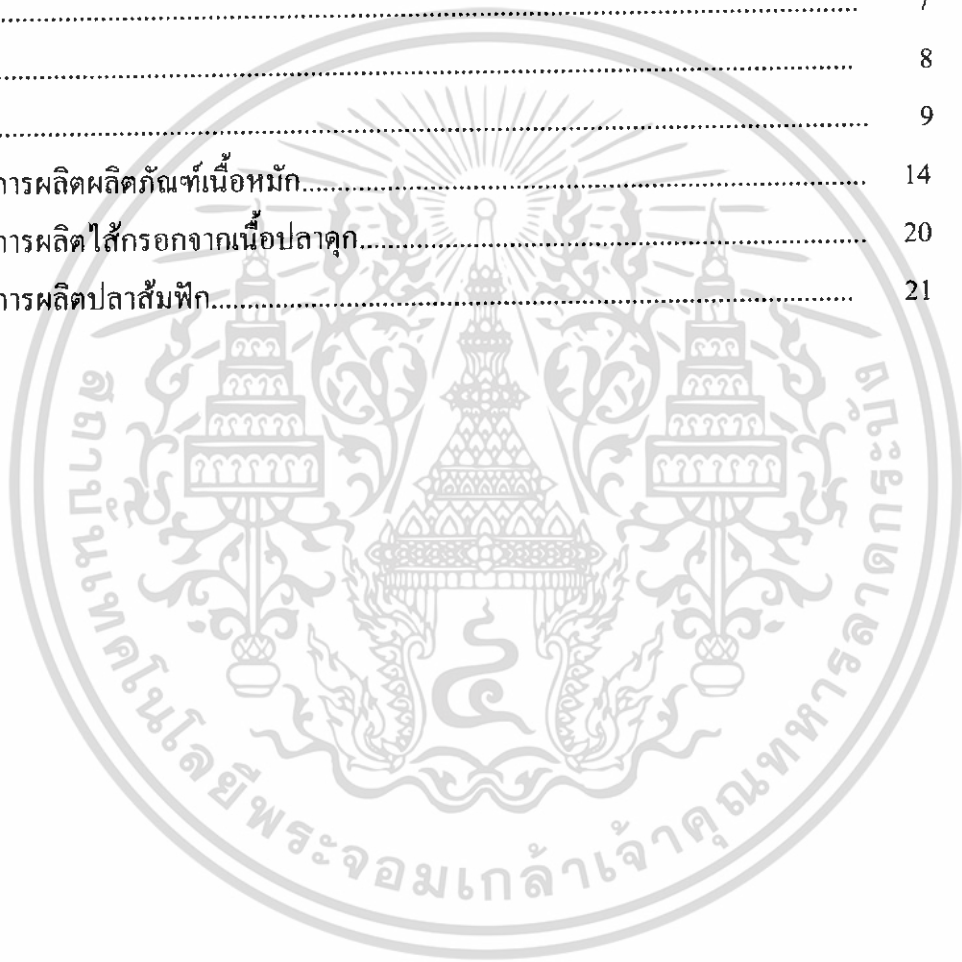 ........................................ 7
........................................ 8
........................................ 9
การผลิตผลิตภัณฑ์เนื้อหมัก........................................ 14
การผลิตไส้กรอกจากเนื้อปลาดุก........................................ 20
การผลิตปลาส้มฟัก........................................ 21
สถาบันเทคโนโลยีพระจอมเกล้าเจ้าคุณทหารลาดกระบัง